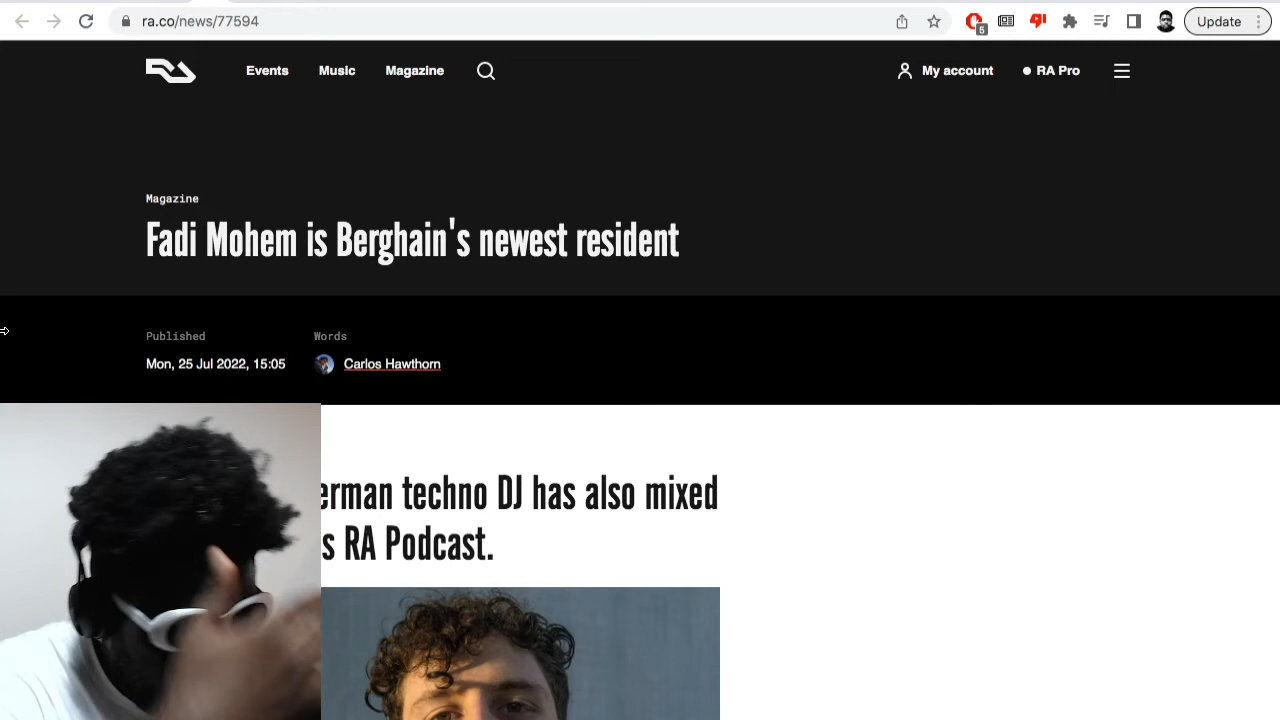 ra.co/news/77594
5
Update
Events
Music
Magazine
My account
RA Pro
Magazine
Fadi Mohem is Berghain's newest resident
Published
Words
Mon, 25 Jul 2022, 15:05
Carlos Hawthorn
erman techno DJ has also mixed
s RA Podcast.